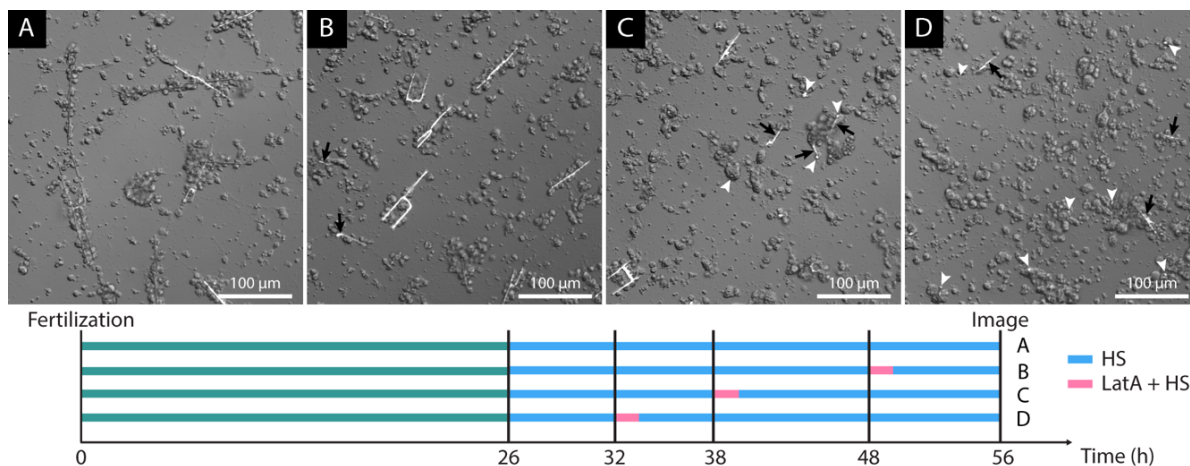 A
B
C
D
100 µm
100 µm
100 µm
100 µm
Fertilization
Image
A
B
C
D
HS
LatA + HS
0
26
32
38
48
56
Time (h)